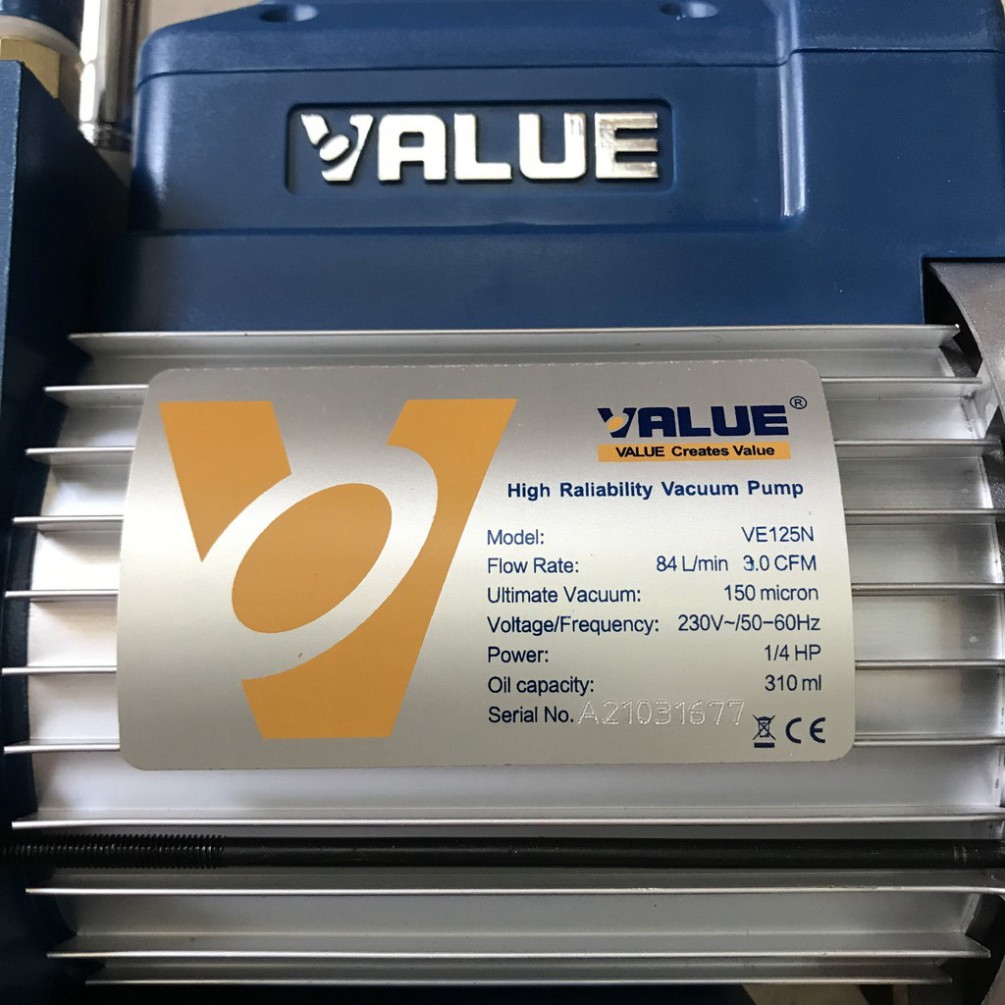 VALUE
VALUE®
VALUE Creates Value
High Raliability Vacuum Pump
Model: VE125N
Flow Rate: 84 L/min 3.0 CFM
Ultimate Vacuum: 150 micron
Voltage/Frequency: 230V~/50-60Hz
Power: 1/4 HP
Oil capacity: 310 ml
Serial No. A21031677
CE